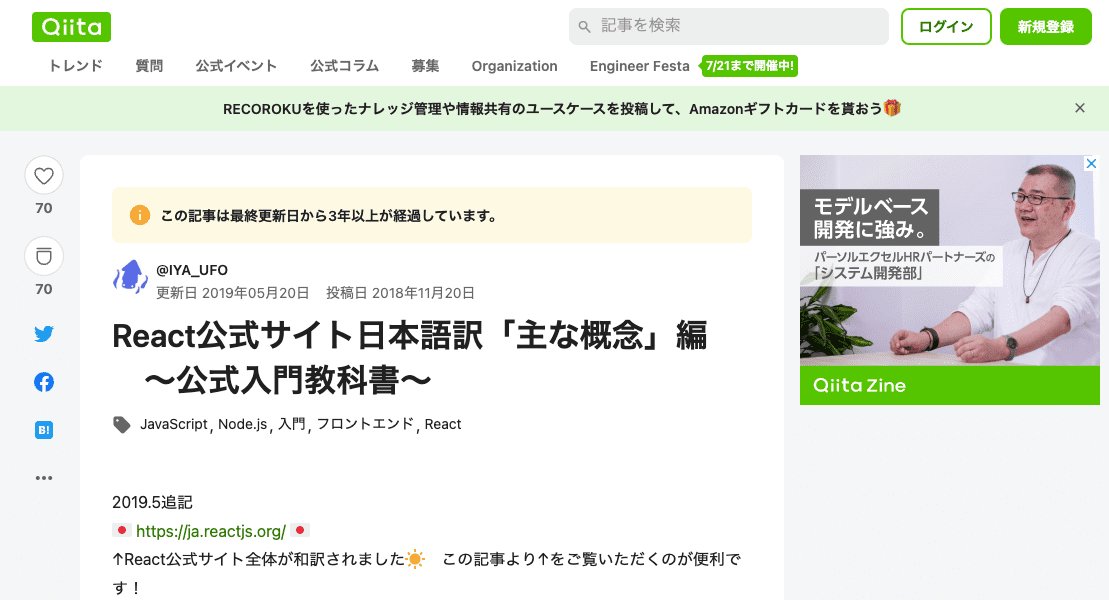 Qiita
記事を検索
ログイン
新規登録
トレンド 質問 公式イベント 公式コラム 募集 Organization Engineer Festa 7/21まで開催中!
RECOROKUを使ったナレッジ管理や情報共有のユースケースを投稿して、Amazonギフトカードを貰おう🎁
×
70
70
B!
この記事は最終更新日から3年以上が経過しています。
@IYA_UFO
更新日 2019年05月20日 投稿日 2018年11月20日
React公式サイト日本語訳「主な概念」編
〜公式入門教科書〜
JavaScript, Node.js, 入門, フロントエンド, React
2019.5追記
🇯🇵 https://ja.reactjs.org/ 🇯🇵
↑React公式サイト全体が和訳されました☀️ この記事より↑をご覧いただくのが便利で
す！
モデルベース
開発に強み。
パーソルエクセルHRパートナーズの
「システム開発部」
Qiita Zine